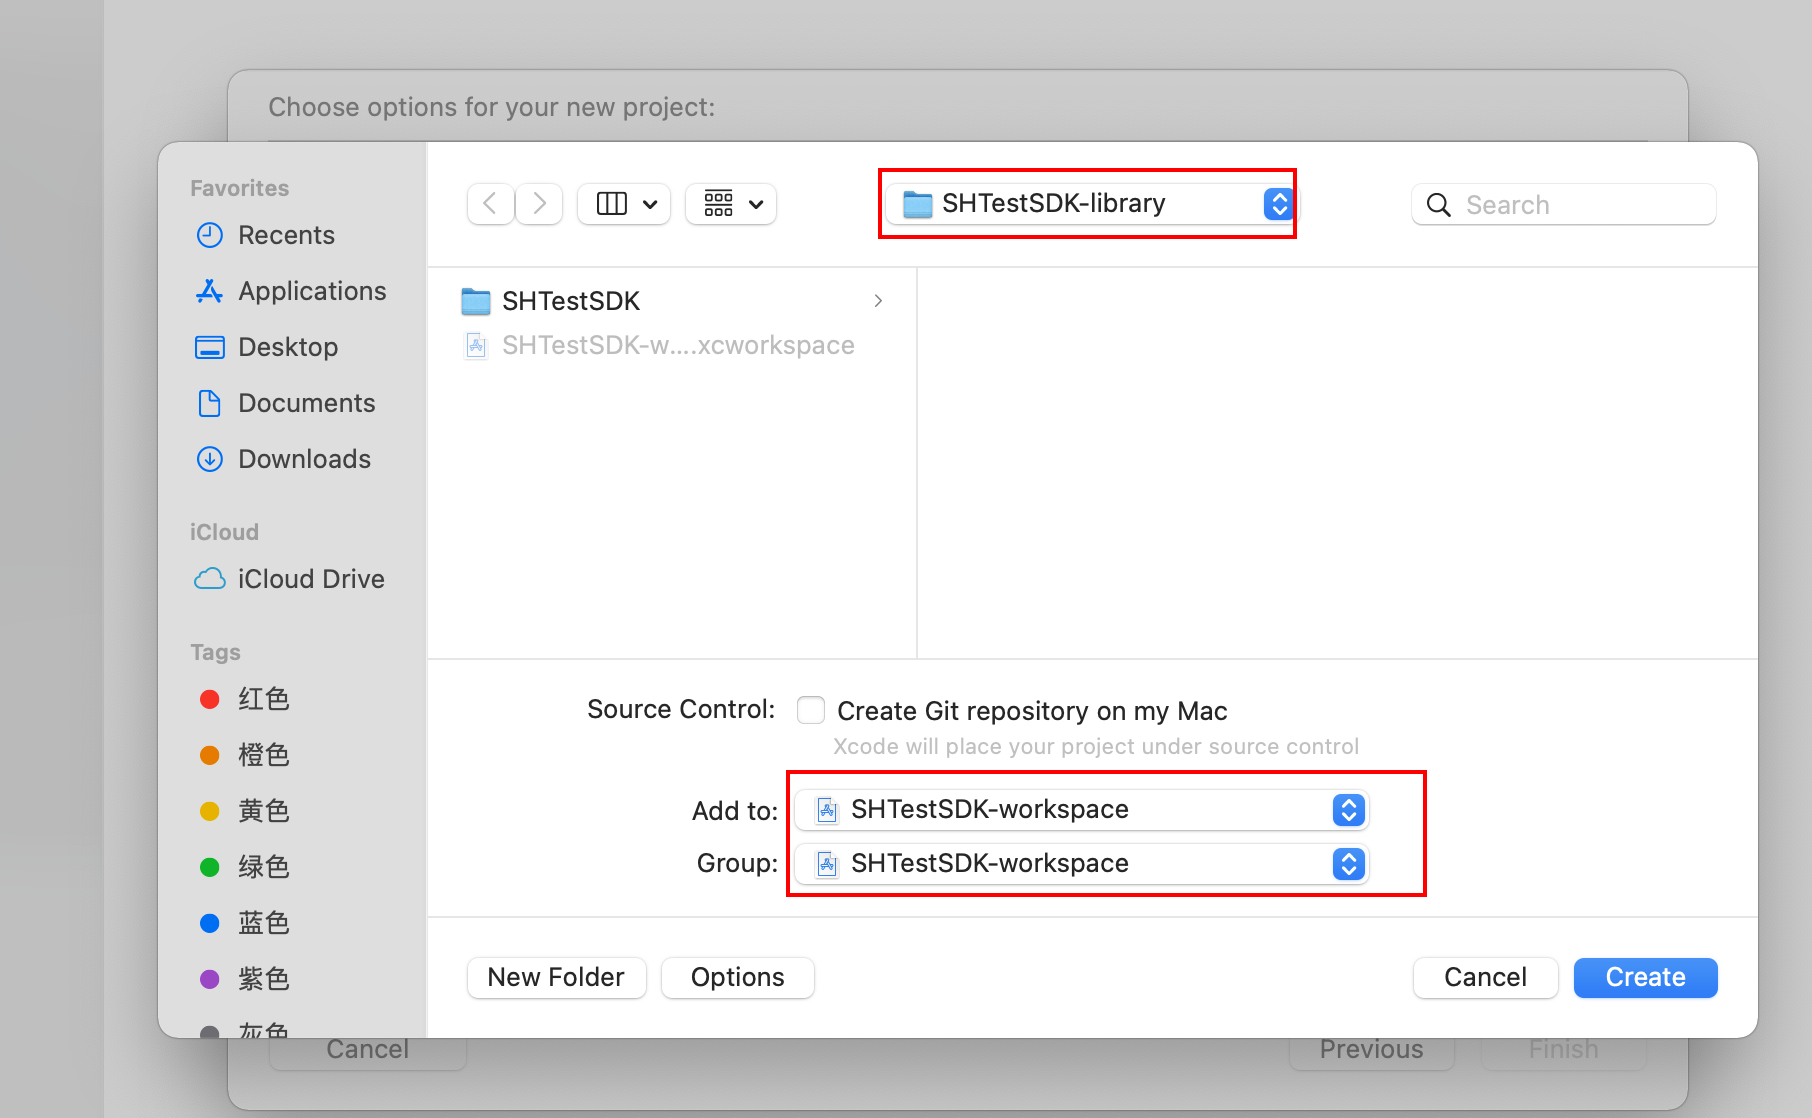 Choose options for your new project:
Favorites
Recents
Applications
Desktop
Documents
Downloads
iCloud
iCloud Drive
Tags
红色
橙色
黄色
绿色
蓝色
紫色
灰色
SHTestSDK-library
Search
SHTestSDK
SHTestSDK-w....xcworkspace
Source Control:
Create Git repository on my Mac
Xcode will place your project under source control
Add to:
SHTestSDK-workspace
Group:
SHTestSDK-workspace
New Folder
Options
Cancel
Create
Cancel
Previous
Finish